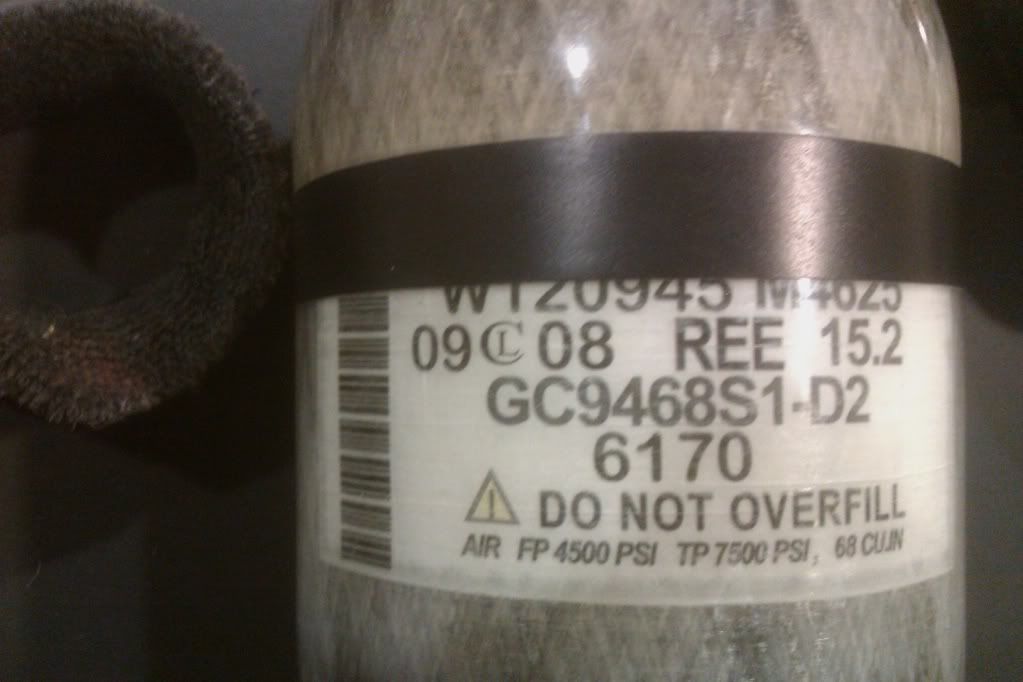 WT20945 M4625
09 CL 08 REE 15.2
GC9468S1-D2
6170
DO NOT OVERFILL
AIR FP 4500 PSI TP 7500 PSI, 68 CU.IN